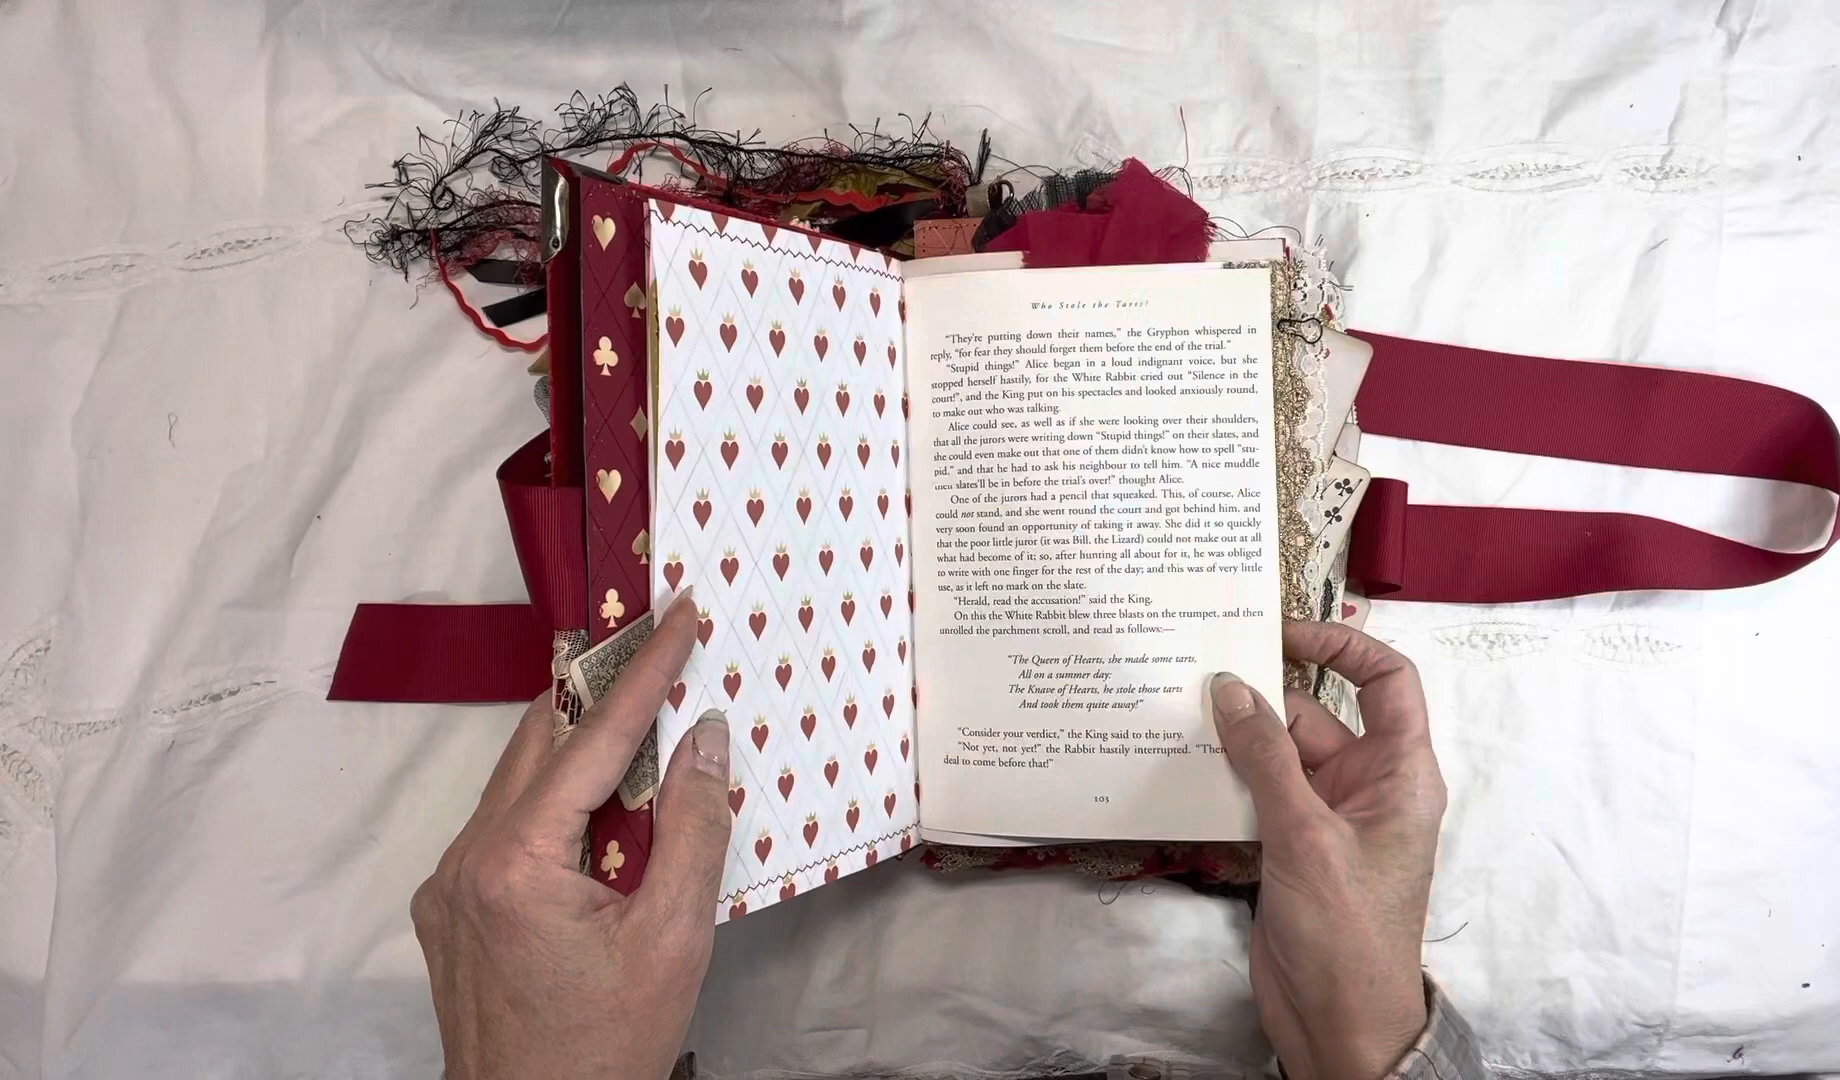 Who Stole the Tarts?
"They're putting down their names," the Gryphon whispered in
reply, "for fear they should forget them before the end of the trial."
"Stupid things!" Alice began in a loud indignant voice, but she
stopped herself hastily, for the White Rabbit cried out "Silence in the
court!", and the King put on his spectacles and looked anxiously round,
to make out who was talking.
Alice could see, as well as if she were looking over their shoulders,
that all the jurors were writing down "Stupid things!" on their slates, and
she could even make out that one of them didn't know how to spell "stu-
pid," and that he had to ask his neighbour to tell him. "A nice muddle
slates'll be in before the trial's over!" thought Alice.
One of the jurors had a pencil that squeaked. This, of course, Alice
could not stand, and she went round the court and got behind him, and
very soon found an opportunity of taking it away. She did it so quickly
that the poor little juror (it was Bill, the Lizard) could not make out at all
what had become of it; so, after hunting all about for it, he was obliged
to write with one finger for the rest of the day; and this was of very little
use, as it left no mark on the slate.
"Herald, read the accusation!" said the King.
On this the White Rabbit blew three blasts on the trumpet, and then
unrolled the parchment scroll, and read as follows:—
"The Queen of Hearts, she made some tarts,
All on a summer day:
The Knave of Hearts, he stole those tarts
And took them quite away!"
"Consider your verdict," the King said to the jury.
"Not yet, not yet!" the Rabbit hastily interrupted.
deal to come before that!"
103